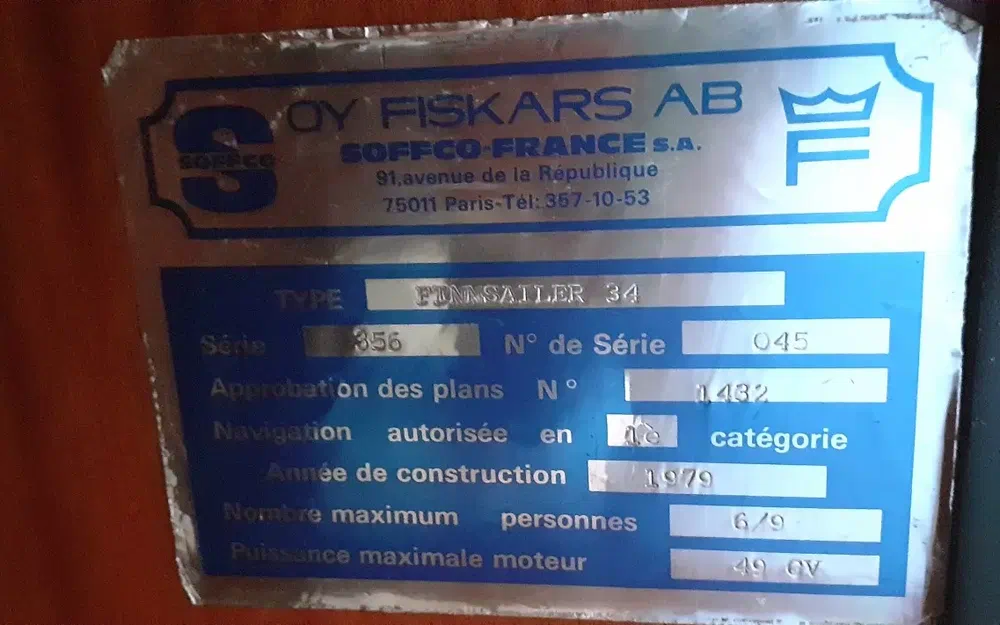 OY FISKARS AB
SOFFCO
SOFFCO-FRANCE S.A.
91,avenue de la République
75011 Paris-Tél:357-10-53
F
TYPE FINNSAILER 34
Série 356 N° de Série 045
Approbation des plans N° 1432
Navigation autorisée en 1e catégorie
Année de construction 1979
Nombre maximum personnes 6/9
Puissance maximale moteur 49 CV